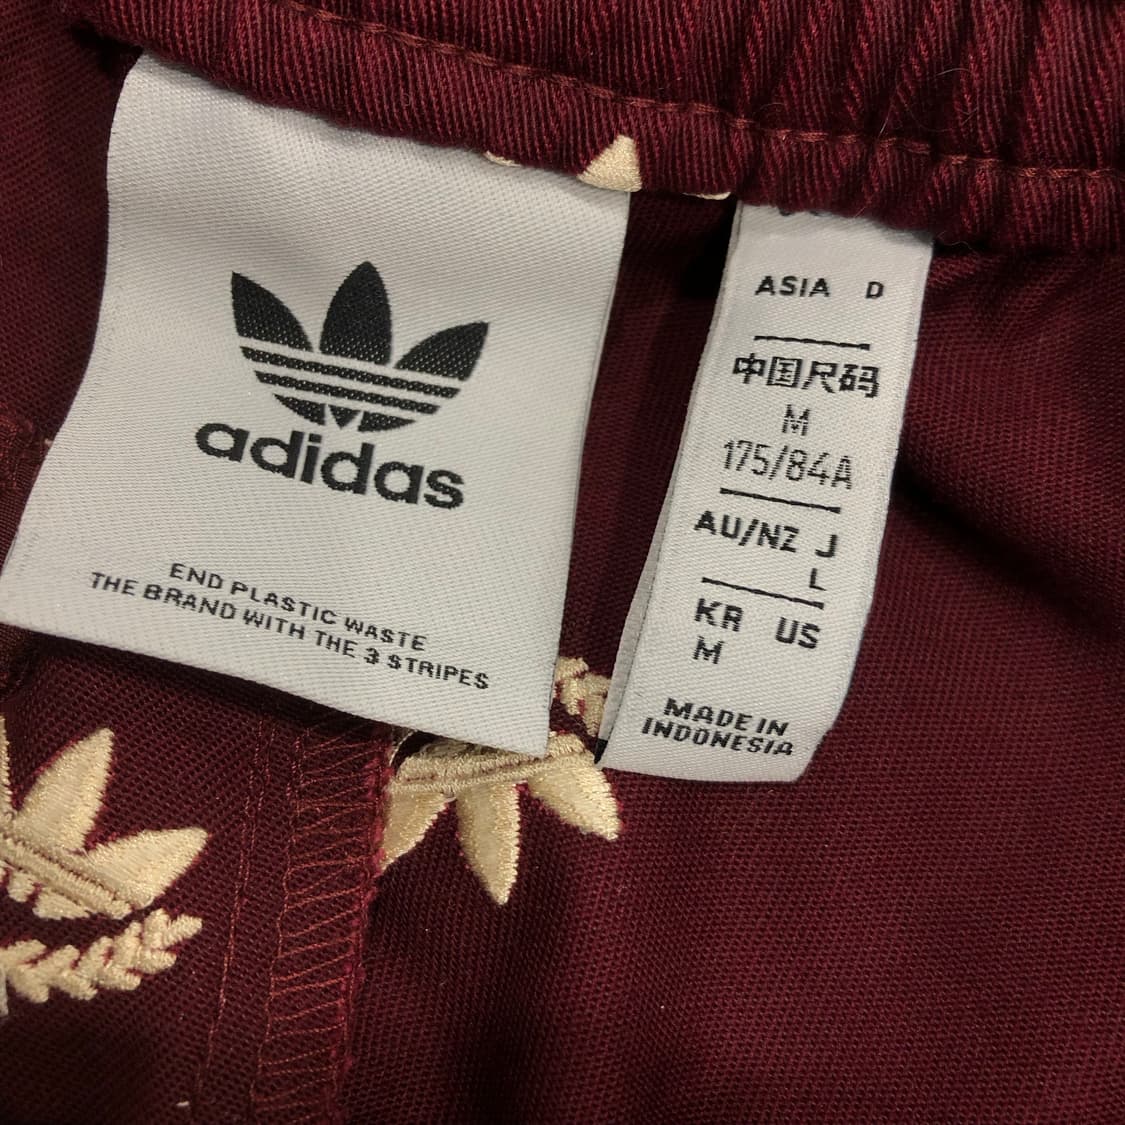 adidas
END PLASTIC WASTE
THE BRAND WITH THE 3 STRIPES
ASIA D
中国尺码
M
175/84A
AU/NZ J
L
KR US
M
MADE IN
INDONESIA